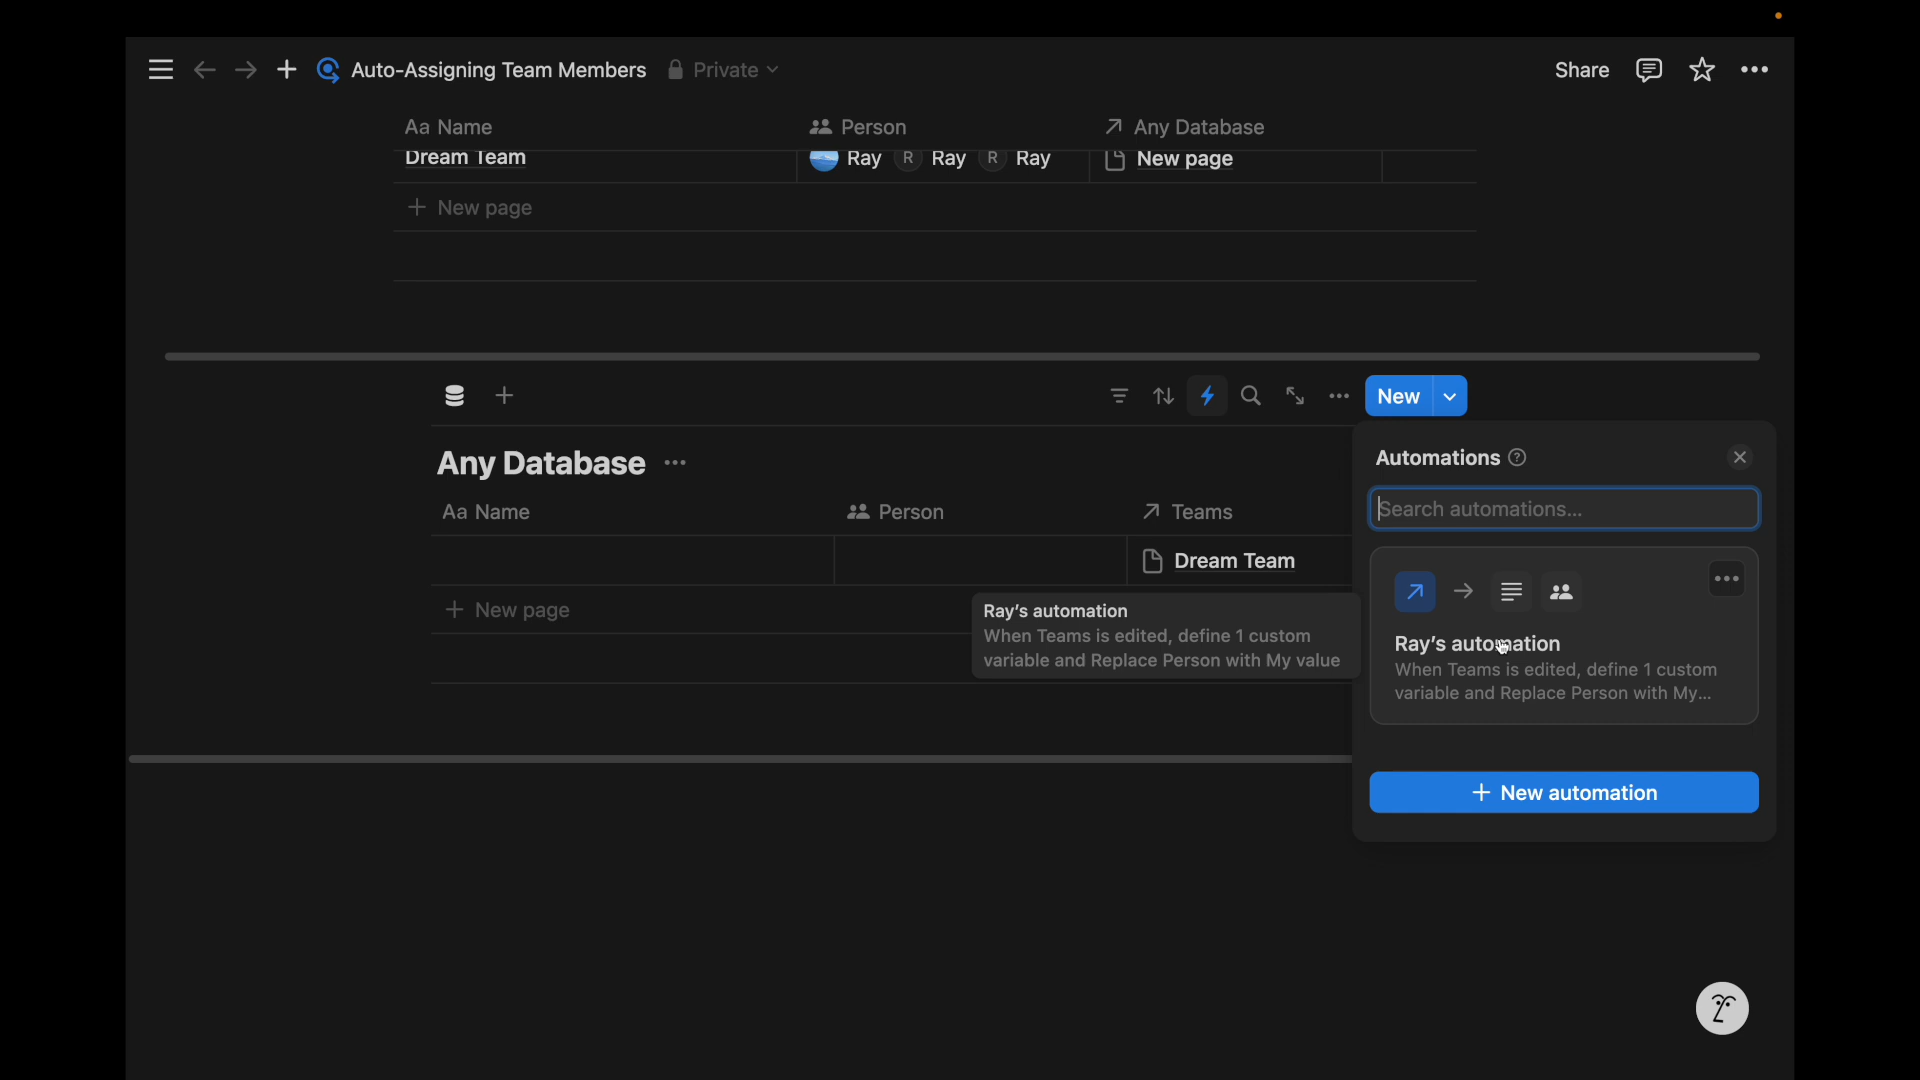 Auto-Assigning Team Members Private Share
Aa Name Person Any Database
Dream Team Ray R Ray R Ray New page
+ New page
New
Any Database
Automations ?
Search automations...
Aa Name Person Teams
Dream Team
+ New page
Ray's automation
When Teams is edited, define 1 custom
variable and Replace Person with My value
Ray's automation
When Teams is edited, define 1 custom
variable and Replace Person with My...
+ New automation